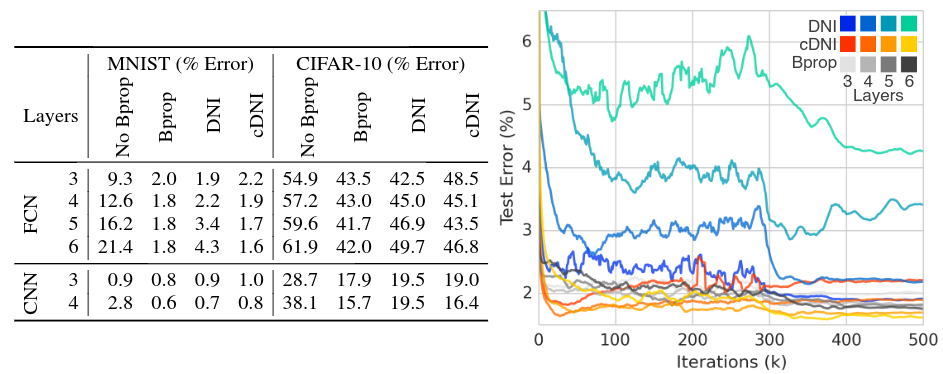 MNIST (% Error) CIFAR-10 (% Error)
Layers No Bprop Bprop DNI cDNI No Bprop Bprop DNI cDNI
FCN
3 9.3 2.0 1.9 2.2 54.9 43.5 42.5 48.5
4 12.6 1.8 2.2 1.9 57.2 43.0 45.0 45.1
5 16.2 1.8 3.4 1.7 59.6 41.7 46.9 43.5
6 21.4 1.8 4.3 1.6 61.9 42.0 49.7 46.8
CNN
3 0.9 0.8 0.9 1.0 28.7 17.9 19.5 19.0
4 2.8 0.6 0.7 0.8 38.1 15.7 19.5 16.4
DNI
cDNI
Bprop
3 4 5 6
Layers
Test Error (%)
6
5
4
3
2
0 100 200 300 400 500
Iterations (k)